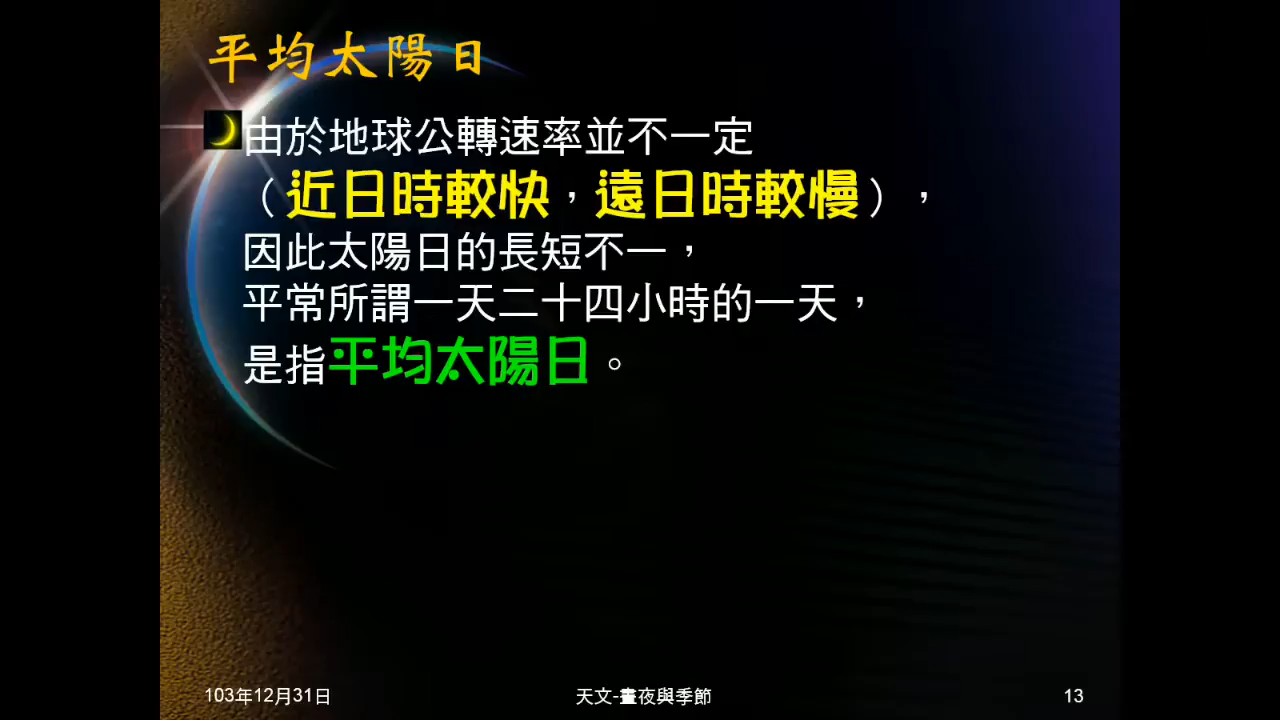 平均太陽日
由於地球公轉速率並不一定
（近日時較快，遠日時較慢），
因此太陽日的長短不一，
平常所謂一天二十四小時的一天，
是指平均太陽日。
103年12月31日
天文-晝夜與季節
13